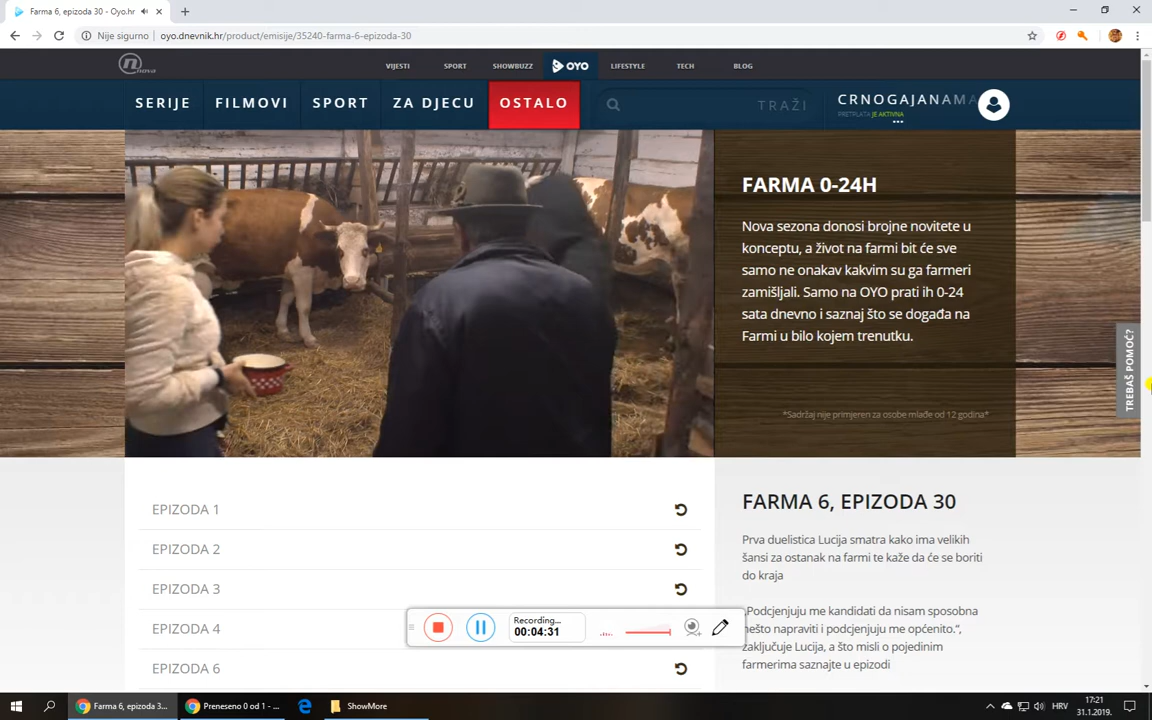 Farma 6, epizoda 30 - Oyo.hr
Nije sigurno
oyo.dnevnik.hr/product/emisije/35240-farma-6-epizoda-30
nova
VIJESTI
SPORT
SHOWBUZZ
OYO
LIFESTYLE
TECH
BLOG
SERIJE
FILMOVI
SPORT
ZA DJECU
OSTALO
TRAŽI
CRNOGAJANAMA
PRETPLATA JE AKTIVNA
FARMA 0-24H
Nova sezona donosi brojne novitete u
konceptu, a život na farmi bit će sve
samo ne onakav kakvim su ga farmeri
zamišljali. Samo na OYO prati ih 0-24
sata dnevno i saznaj što se događa na
Farmi u bilo kojem trenutku.
*Sadržaj nije primjeren za osobe mlađe od 12 godina*
TREBAŠ POMOĆ?
EPIZODA 1
EPIZODA 2
EPIZODA 3
EPIZODA 4
EPIZODA 6
FARMA 6, EPIZODA 30
Prva duelistica Lucija smatra kako ima velikih
šansi za ostanak na farmi te kaže da će se boriti
do kraja
„Podcjenjuju me kandidati da nisam sposobna
nešto napraviti i podcjenjuju me općenito.“,
zaključuje Lucija, a što misli o pojedinim
farmerima saznajte u epizodi
Recording...
00:04:31
Farma 6, epizoda 3...
Preneseno 0 od 1 - ...
ShowMore
HRV
17:21
31.1.2019.